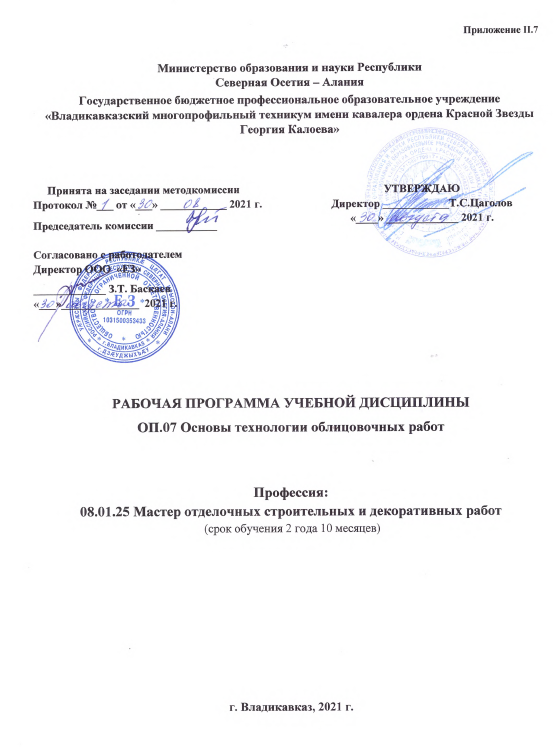 Приложение II.7
Министерство образования и науки Республики
Северная Осетия – Алания
Государственное бюджетное профессиональное образовательное учреждение
«Владикавказский многопрофильный техникум имени кавалера ордена Красной Звезды
Георгия Калоева»
Принята на заседании методкомиссии
Протокол № 1 от «30» 08 2021 г.
Председатель комиссии
УТВЕРЖДАЮ
Директор Т.С.Цаголов
«30» августа 2021 г.
Согласовано с работодателем
Директор ООО «ЕЗ»
З.Т. Баскаев
«30» августа 2021 г.
ЕЗ
ОГРН
1031500353433
РАБОЧАЯ ПРОГРАММА УЧЕБНОЙ ДИСЦИПЛИНЫ
ОП.07 Основы технологии облицовочных работ
Профессия:
08.01.25 Мастер отделочных строительных и декоративных работ
(срок обучения 2 года 10 месяцев)
г. Владикавказ, 2021 г.